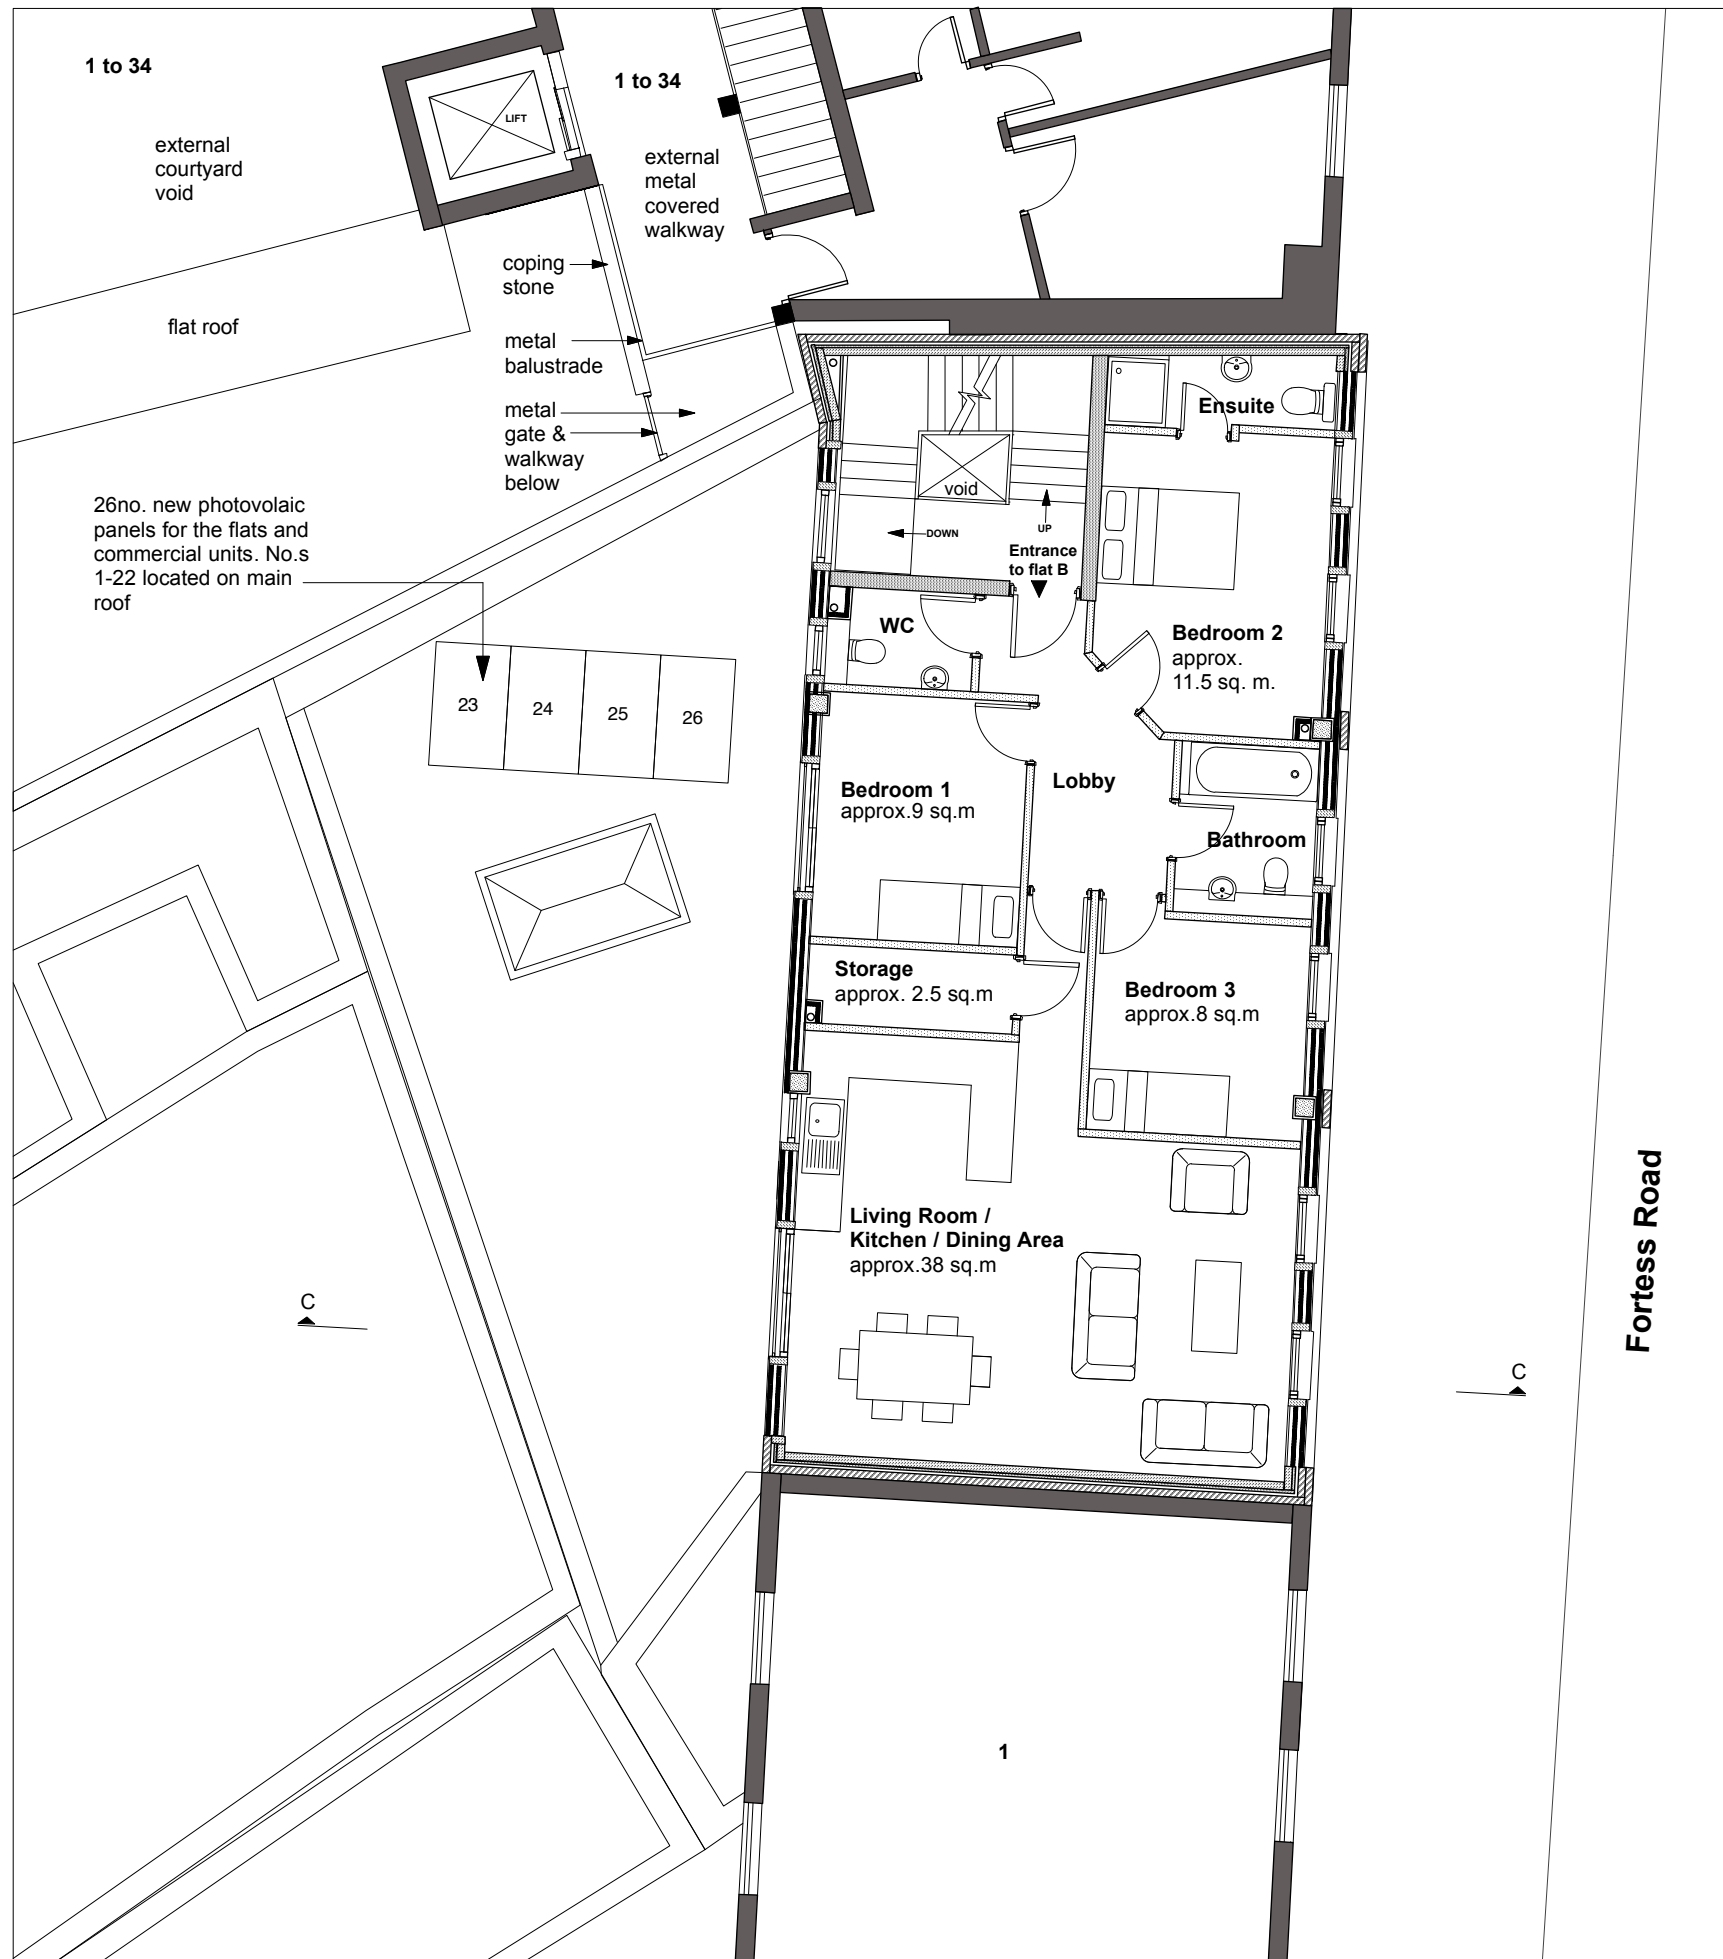 1 to 34
external
courtyard
void
LIFT
1 to 34
external
metal
covered
walkway
coping
stone
flat roof
metal
balustrade
metal
gate &
walkway
below
26no. new photovolaic
panels for the flats and
commercial units. No.s
1-22 located on main
roof
23
24
25
26
Ensuite
void
DOWN
UP
Entrance
to flat B
WC
Bedroom 2
approx.
11.5 sq. m.
Bedroom 1
approx.9 sq.m
Lobby
Bathroom
Storage
approx. 2.5 sq.m
Bedroom 3
approx.8 sq.m
Living Room /
Kitchen / Dining Area
approx.38 sq.m
C
C
Fortess Road
1